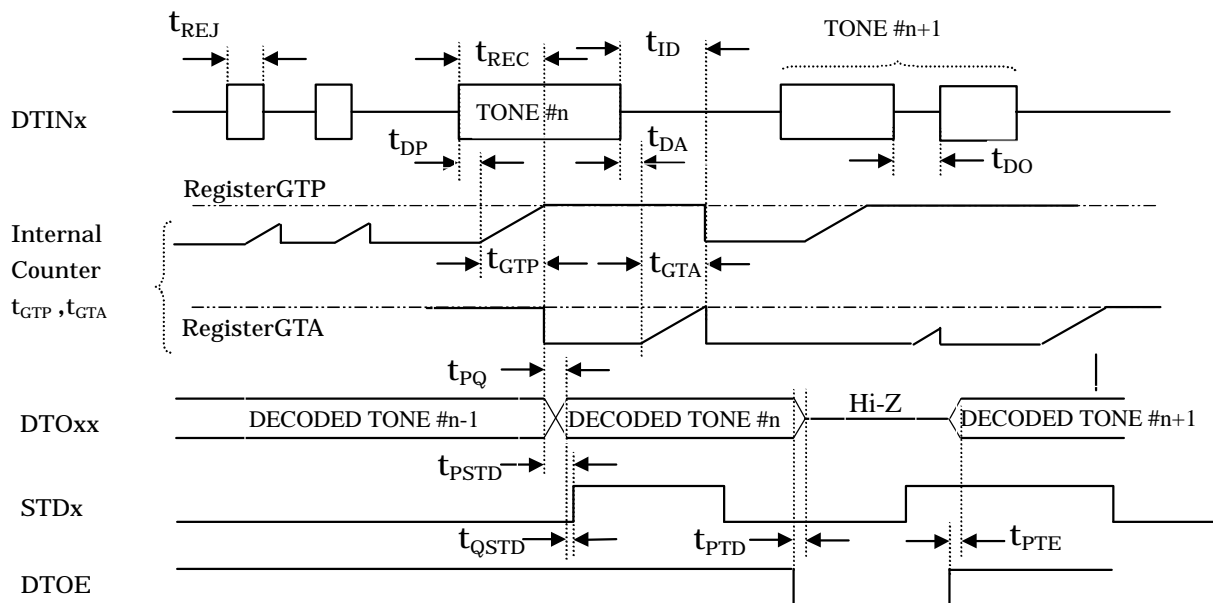 TONE #n+1
tREJ
tREC
tID
DTINx
TONE #n
tDP
tDA
tDO
RegisterGTP
Internal
Counter
tGTP ,tGTA
tGTP
tGTA
RegisterGTA
tPQ
DTOxx
DECODED TONE #n-1
DECODED TONE #n
Hi-Z
DECODED TONE #n+1
tPSTD
STDx
tQSTD
tPTD
tPTE
DTOE